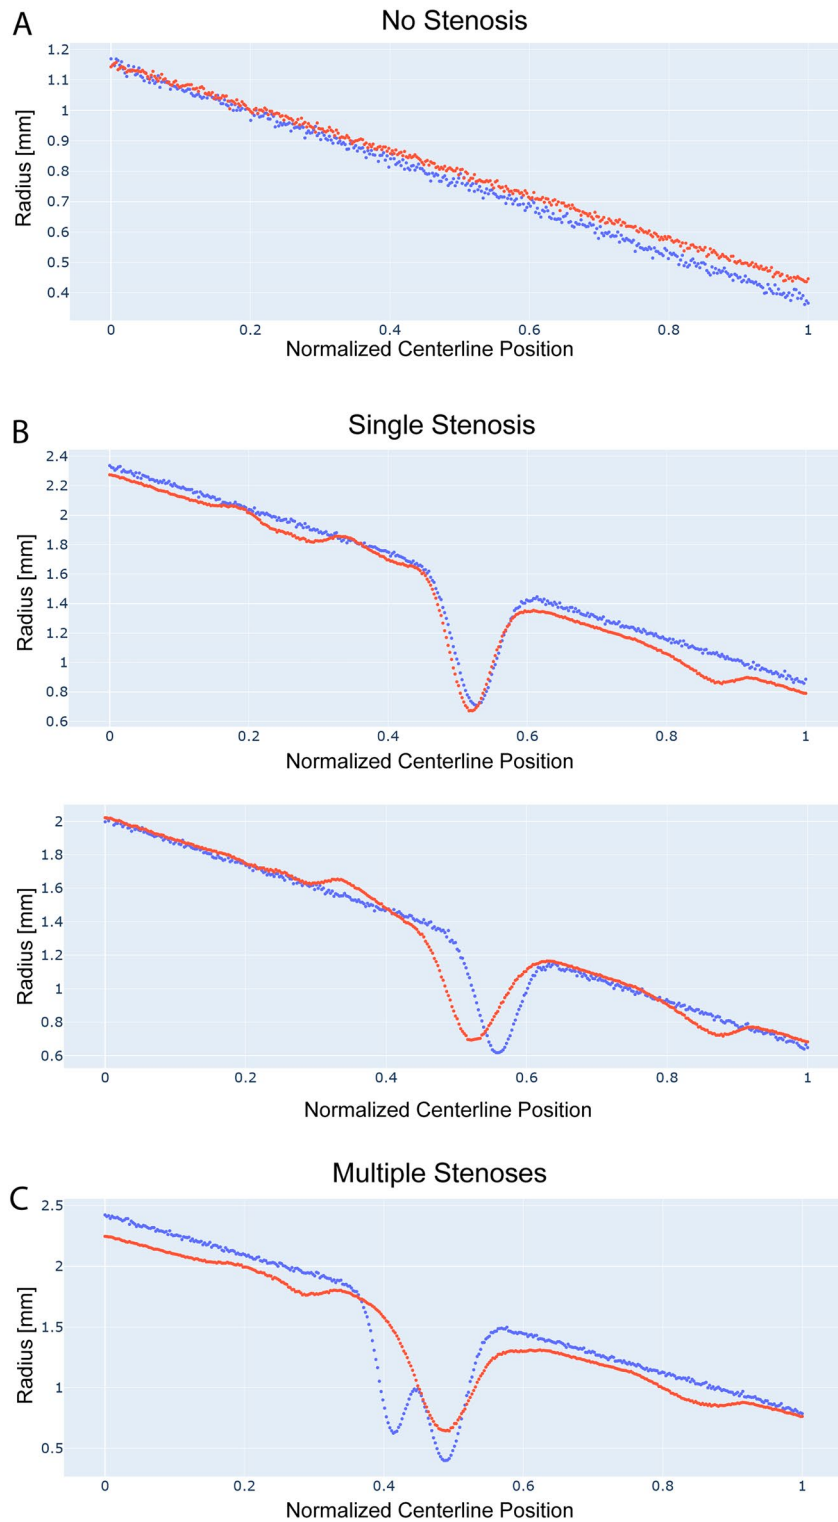 A
No Stenosis
1.2
1.1
1
0.9
0.8
0.7
0.6
0.5
0.4
Radius [mm]
0 0.2 0.4 0.6 0.8 1
Normalized Centerline Position
B
Single Stenosis
2.4
2.2
2
1.8
1.6
1.4
1.2
1
0.8
0.6
Radius [mm]
0 0.2 0.4 0.6 0.8 1
Normalized Centerline Position
2
1.8
1.6
1.4
1.2
1
0.8
0.6
Radius [mm]
0 0.2 0.4 0.6 0.8 1
Normalized Centerline Position
C
Multiple Stenoses
2.5
2
1.5
1
0.5
Radius [mm]
0 0.2 0.4 0.6 0.8 1
Normalized Centerline Position